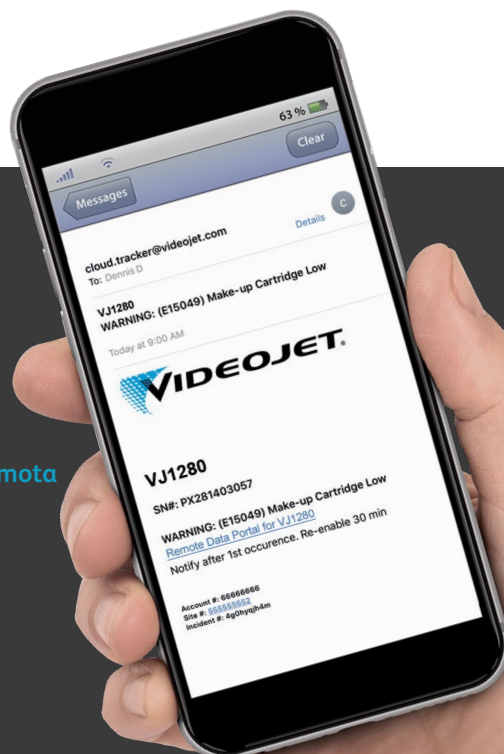 63 %
Messages
Clear
cloud.tracker@videojet.com
To: Dennis D
Details
C
VJ1280
WARNING: (E15049) Make-up Cartridge Low
Today at 9:00 AM
VIDEOJET.
mota
VJ1280
SN#: PX281403057
WARNING: (E15049) Make-up Cartridge Low
Remote Data Portal for VJ1280
Notify after 1st occurence. Re-enable 30 min
Account #: 66666666
Site #: 555555552
Incident #: 4g0hyqjh4m